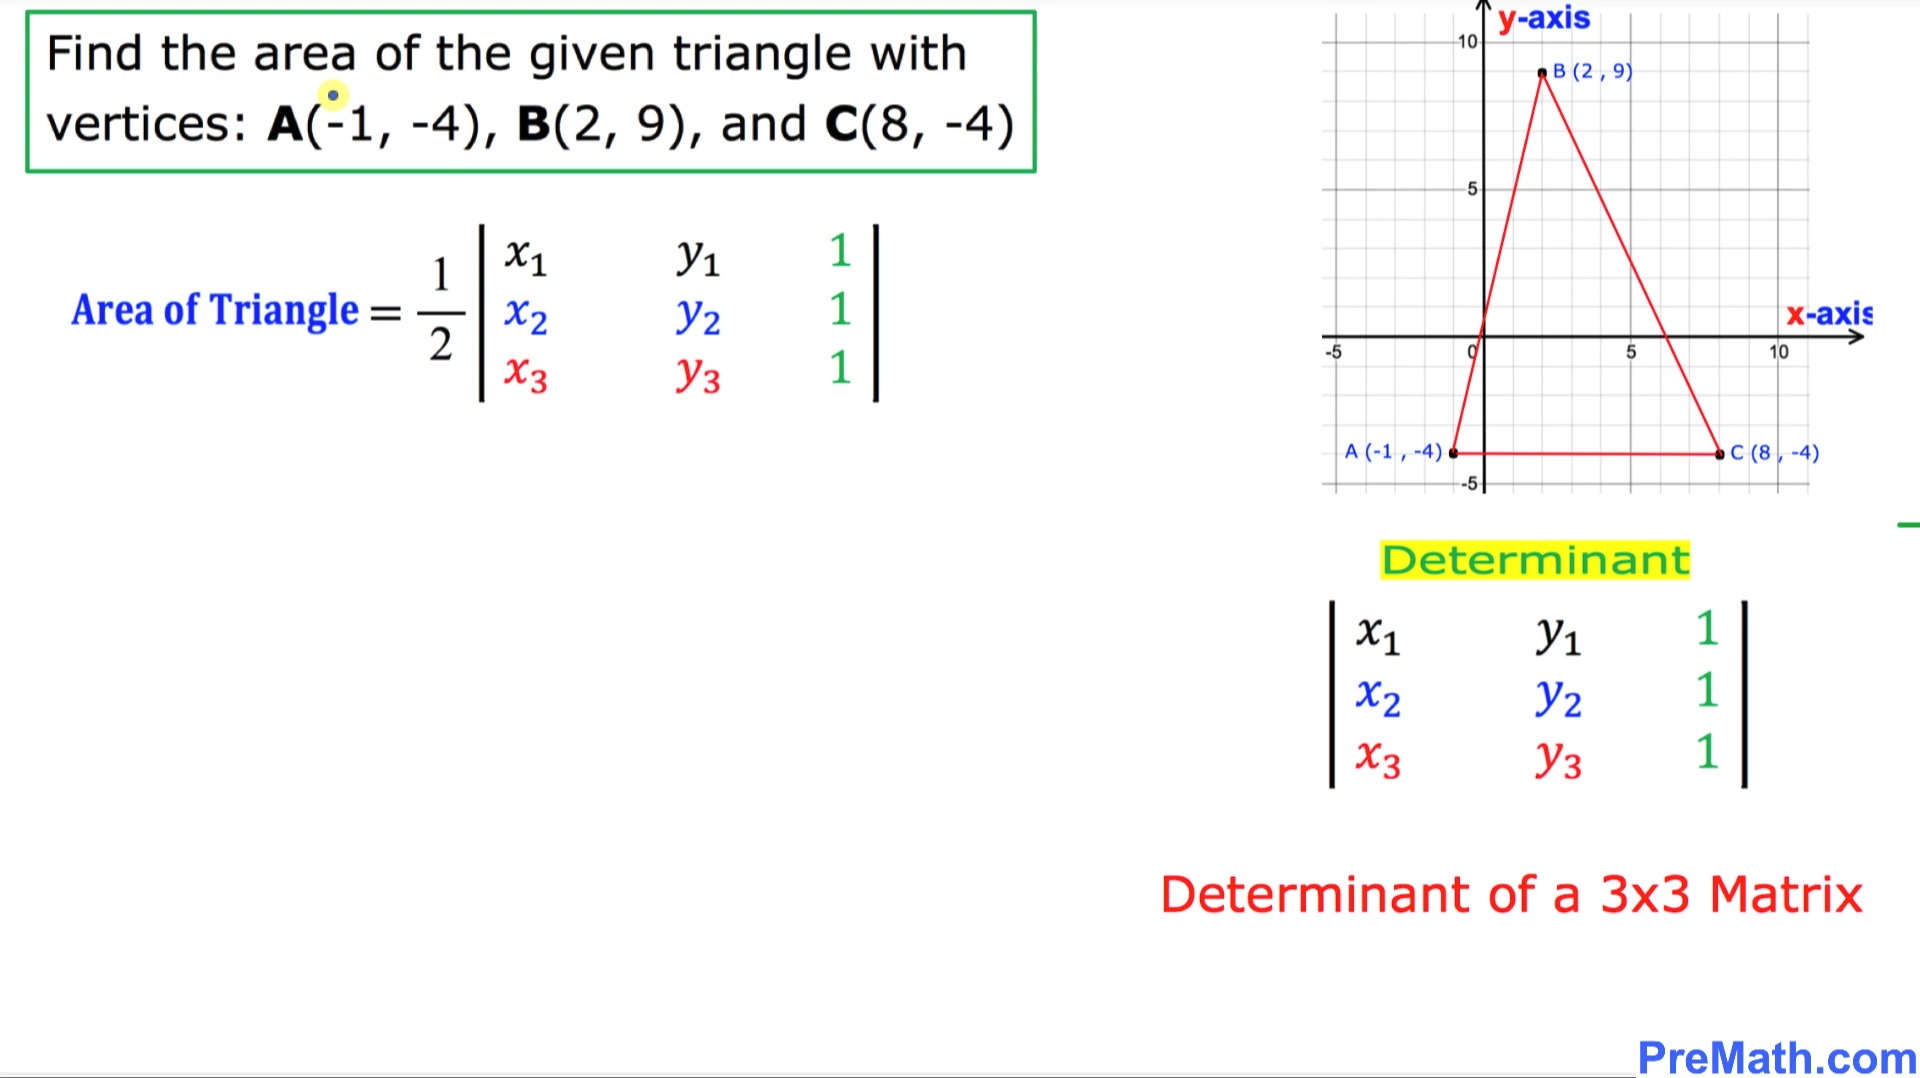 Find the area of the given triangle with
vertices: A(-1, -4), B(2, 9), and C(8, -4)
Area of Triangle = 1/2 | x₁ y₁ 1 |
| x₂ y₂ 1 |
| x₃ y₃ 1 |
y-axis
10
B (2 , 9)
5
x-axis
-5 0 5 10
A (-1 , -4)
C (8 , -4)
-5
Determinant
| x₁ y₁ 1 |
| x₂ y₂ 1 |
| x₃ y₃ 1 |
Determinant of a 3x3 Matrix
PreMath.com